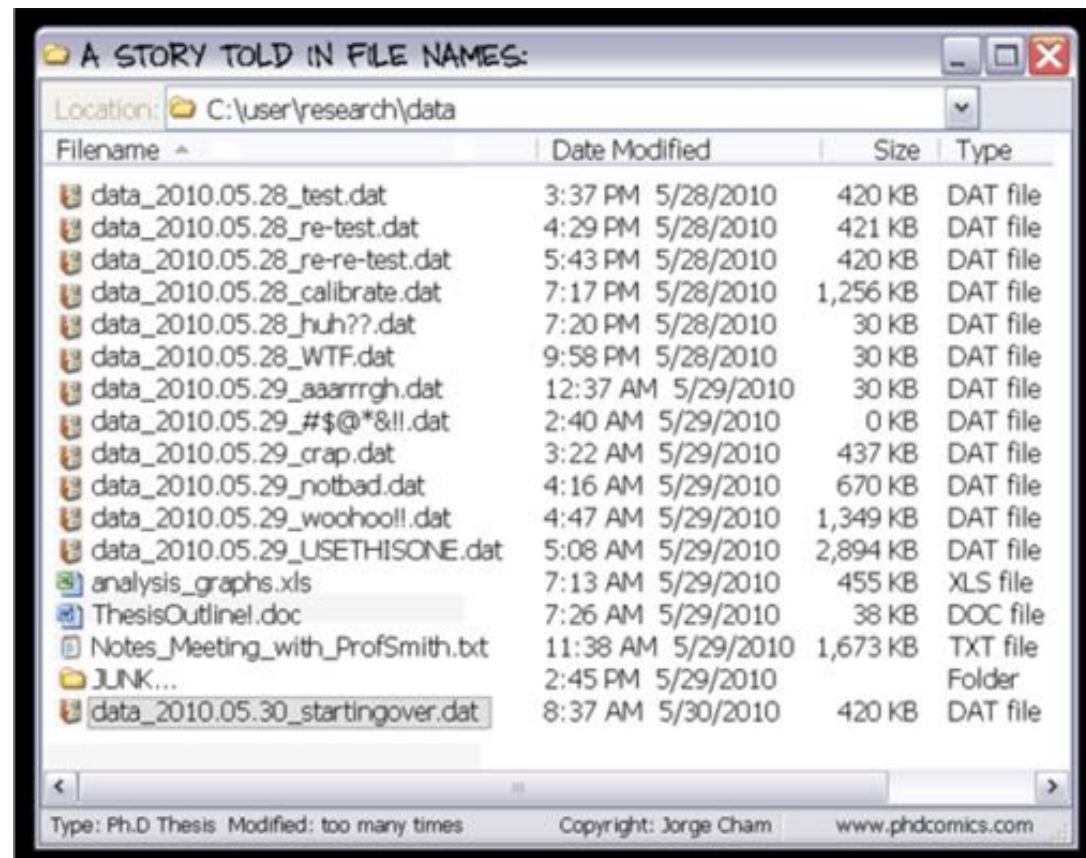 A STORY TOLD IN FILE NAMES:
Location: C:\user\research\data
Filename Date Modified Size Type
data_2010.05.28_test.dat 3:37 PM 5/28/2010 420 KB DAT file
data_2010.05.28_re-test.dat 4:29 PM 5/28/2010 421 KB DAT file
data_2010.05.28_re-re-test.dat 5:43 PM 5/28/2010 420 KB DAT file
data_2010.05.28_calibrate.dat 7:17 PM 5/28/2010 1,256 KB DAT file
data_2010.05.28_huh??.dat 7:20 PM 5/28/2010 30 KB DAT file
data_2010.05.28_WTF.dat 9:58 PM 5/28/2010 30 KB DAT file
data_2010.05.29_aaarrrgh.dat 12:37 AM 5/29/2010 30 KB DAT file
data_2010.05.29_#$@*&!!.dat 2:40 AM 5/29/2010 0 KB DAT file
data_2010.05.29_crap.dat 3:22 AM 5/29/2010 437 KB DAT file
data_2010.05.29_notbad.dat 4:16 AM 5/29/2010 670 KB DAT file
data_2010.05.29_woohoo!!.dat 4:47 AM 5/29/2010 1,349 KB DAT file
data_2010.05.29_USETHISONE.dat 5:08 AM 5/29/2010 2,894 KB DAT file
analysis_graphs.xls 7:13 AM 5/29/2010 455 KB XLS file
ThesisOutline!.doc 7:26 AM 5/29/2010 38 KB DOC file
Notes_Meeting_with_ProfSmith.txt 11:38 AM 5/29/2010 1,673 KB TXT file
JUNK... 2:45 PM 5/29/2010 Folder
data_2010.05.30_startingover.dat 8:37 AM 5/30/2010 420 KB DAT file
Type: Ph.D Thesis Modified: too many times Copyright: Jorge Cham www.phdcomics.com